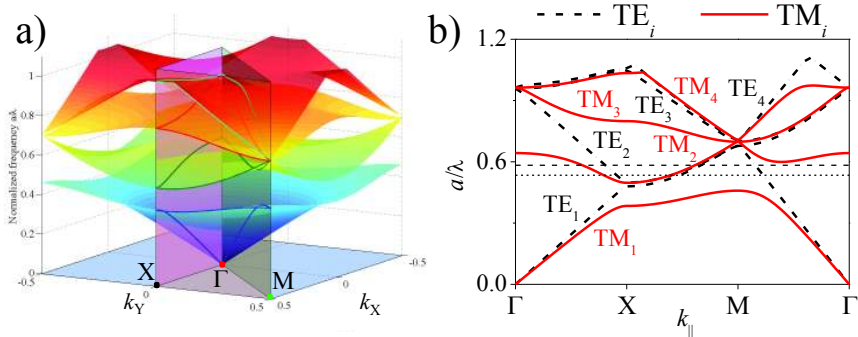 a)
Normalized frequency aλ
1
0.8
0.6
0.4
0.2
0
-0.5
0
0.5
0.5
0
-0.5
X
Γ
M
k_Y
k_X
b)
TE_i
TM_i
a/λ
1.2
0.6
0.0
TM_3
TE_3
TM_4
TE_4
TE_2
TM_2
TE_1
TM_1
Γ
X
M
Γ
k_||